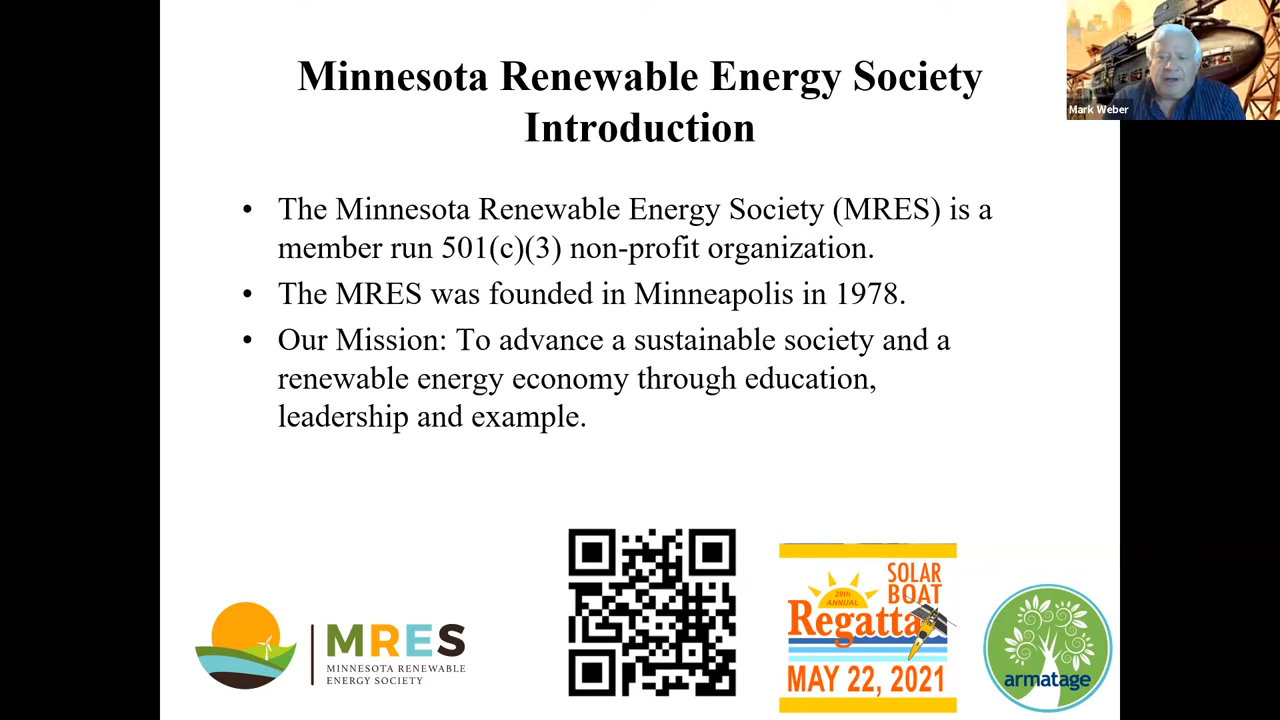 Minnesota Renewable Energy Society
Introduction
Mark Weber
• The Minnesota Renewable Energy Society (MRES) is a
member run 501(c)(3) non-profit organization.
• The MRES was founded in Minneapolis in 1978.
• Our Mission: To advance a sustainable society and a
renewable energy economy through education,
leadership and example.
MRES
MINNESOTA RENEWABLE
ENERGY SOCIETY
29th
ANNUAL
SOLAR
BOAT
Regatta
MAY 22, 2021
armatage